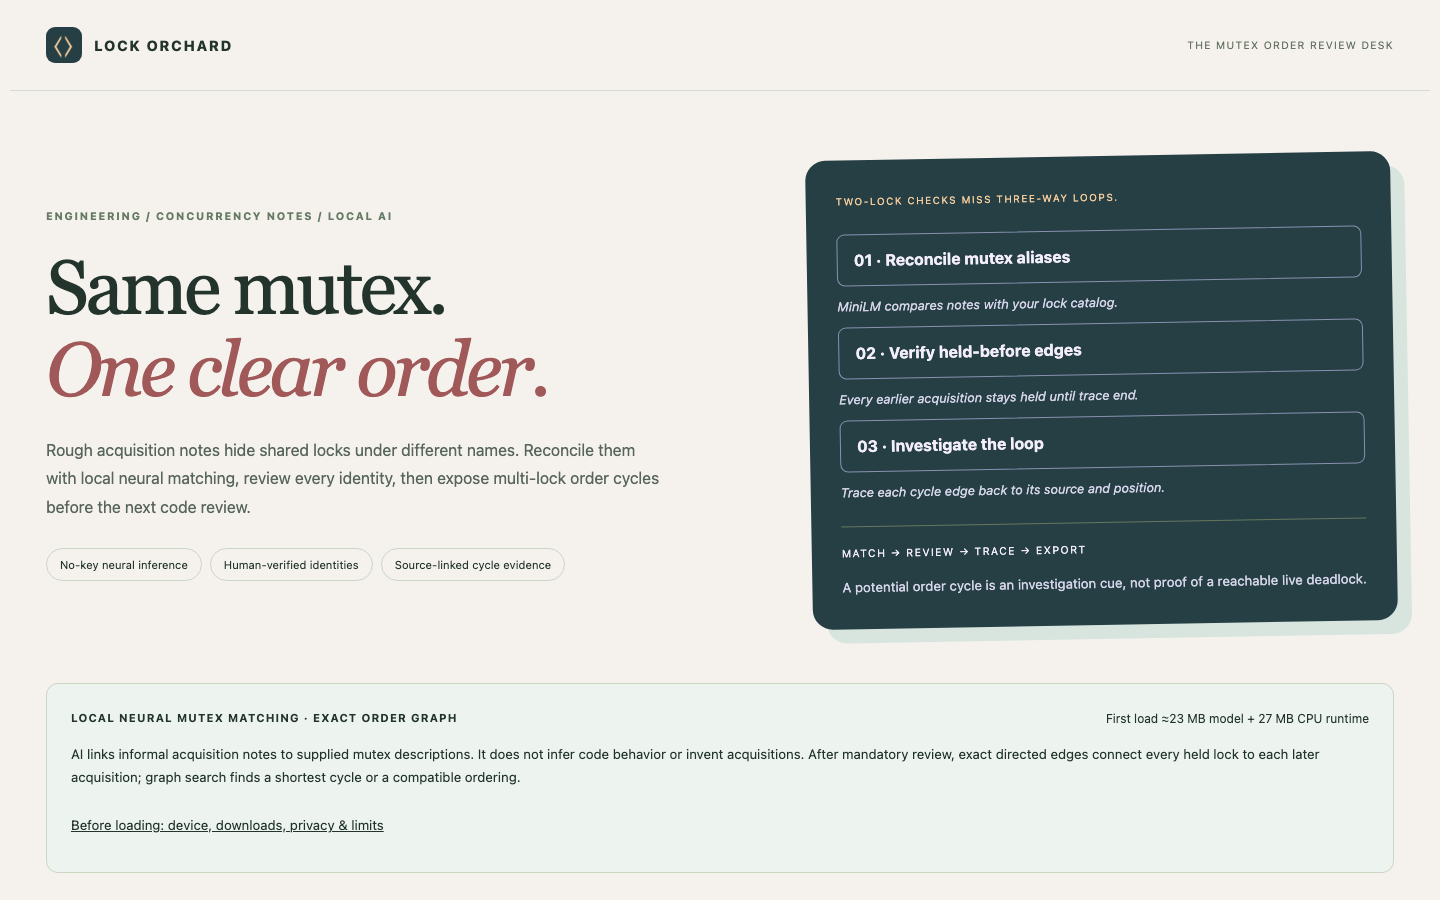 LOCK ORCHARD
THE MUTEX ORDER REVIEW DESK
ENGINEERING / CONCURRENCY NOTES / LOCAL AI
Same mutex.
One clear order.
Rough acquisition notes hide shared locks under different names. Reconcile them
with local neural matching, review every identity, then expose multi-lock order cycles
before the next code review.
No-key neural inference
Human-verified identities
Source-linked cycle evidence
TWO-LOCK CHECKS MISS THREE-WAY LOOPS.
01 · Reconcile mutex aliases
MiniLM compares notes with your lock catalog.
02 · Verify held-before edges
Every earlier acquisition stays held until trace end.
03 · Investigate the loop
Trace each cycle edge back to its source and position.
MATCH → REVIEW → TRACE → EXPORT
A potential order cycle is an investigation cue, not proof of a reachable live deadlock.
LOCAL NEURAL MUTEX MATCHING · EXACT ORDER GRAPH
First load ≈23 MB model + 27 MB CPU runtime
AI links informal acquisition notes to supplied mutex descriptions. It does not infer code behavior or invent acquisitions. After mandatory review, exact directed edges connect every held lock to each later
acquisition; graph search finds a shortest cycle or a compatible ordering.
Before loading: device, downloads, privacy & limits